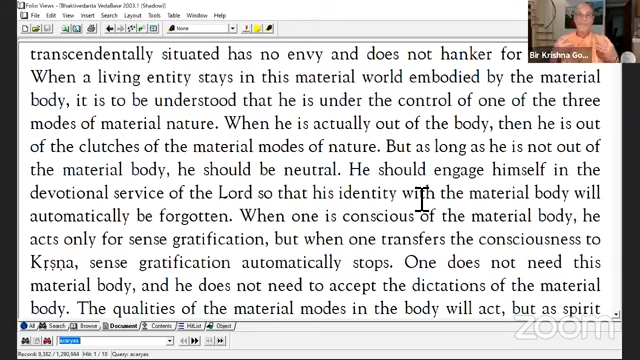 Folio Views - [Bhaktivedanta VedaBase 2003.1 (Shadow)]
File Edit View Search Layout Tools Window Help
Bir Krishna Go...
transcendentally situated has no envy and does not hanker for
When a living entity stays in this material world embodied by the material
body, it is to be understood that he is under the control of one of the three
modes of material nature. When he is actually out of the body, then he is out
of the clutches of the material modes of nature. But as long as he is not out of
the material body, he should be neutral. He should engage himself in the
devotional service of the Lord so that his identity with the material body will
automatically be forgotten. When one is conscious of the material body, he
acts only for sense gratification, but when one transfers the consciousness to
Kṛṣṇa, sense gratification automatically stops. One does not need this
material body, and he does not need to accept the dictations of the material
body. The qualities of the material modes in the body will act, but as spirit
All Search Browse Document Contents HitList Object
acaryas
Record: 9,382 / 1,290,944 Hit: 1 / 18 Query: acaryas
zoom